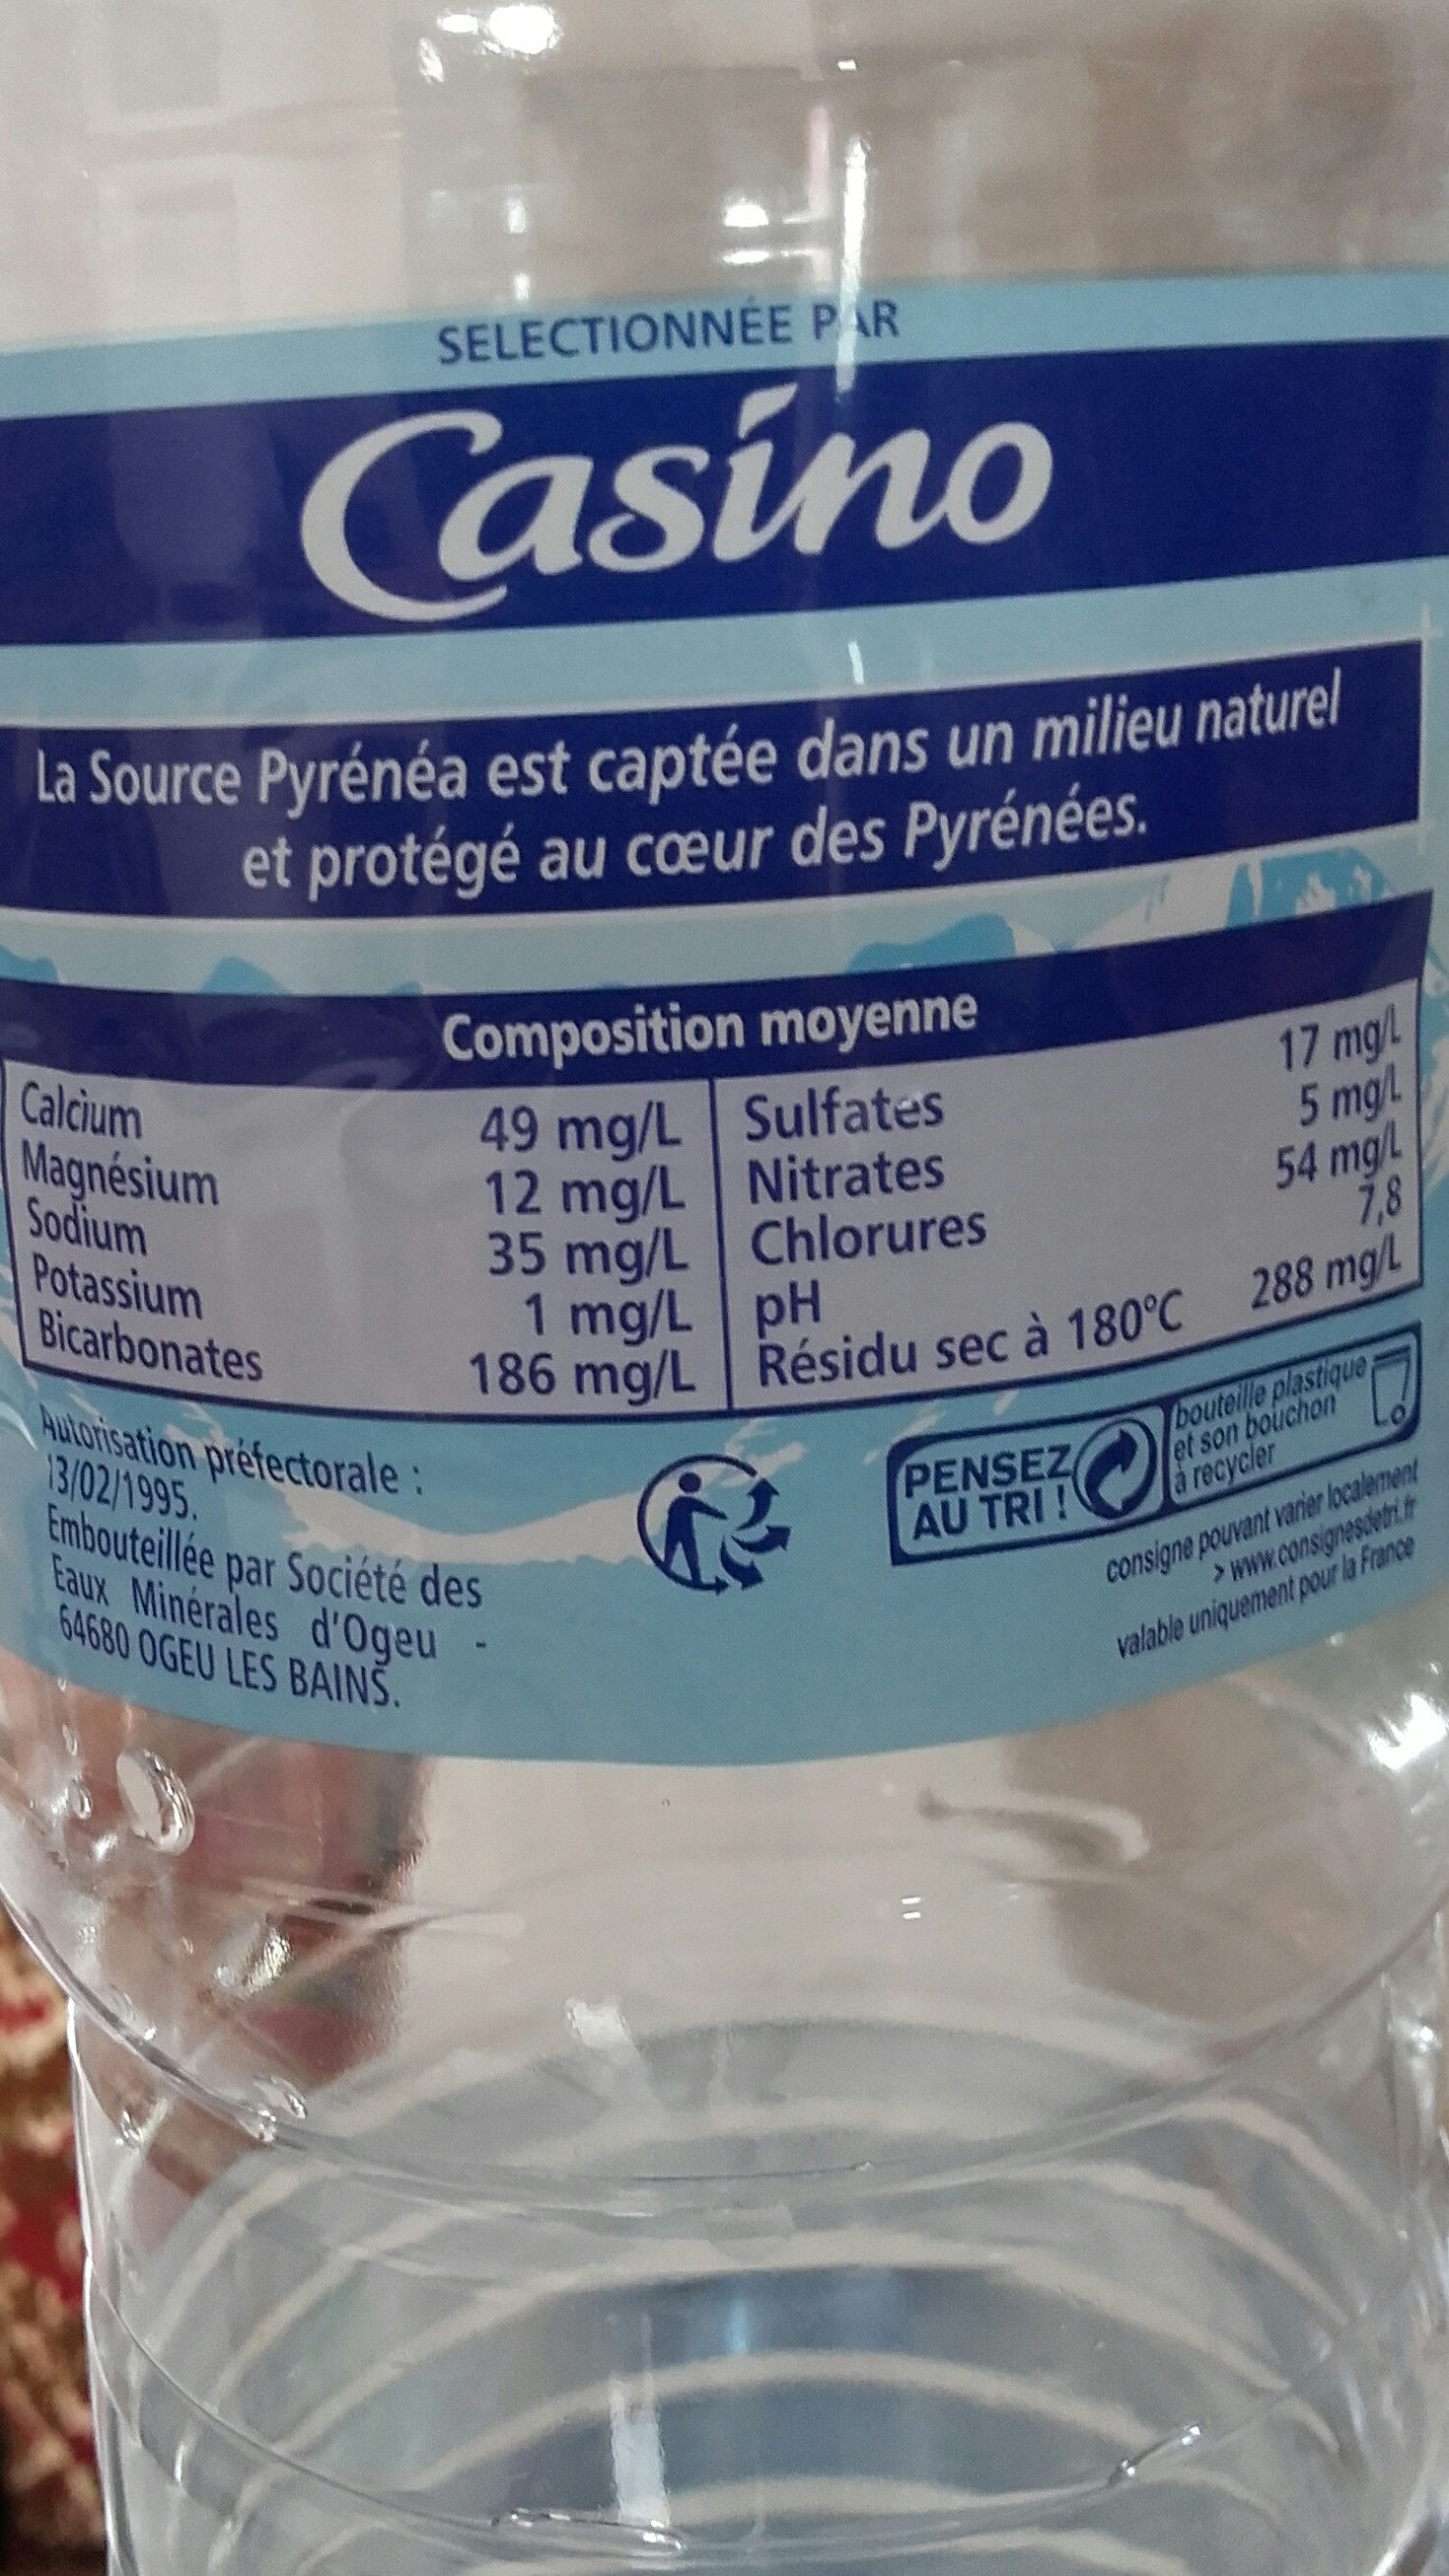 SELECTIONNÉE PAR
Casino
La Source Pyrénéa est captée dans un milieu naturel
et protégé au cœur des Pyrénées.
Composition moyenne
Calcium 49 mg/L
Magnésium 12 mg/L
Sodium 35 mg/L
Potassium 1 mg/L
Bicarbonates 186 mg/L
Sulfates 17 mg/L
Nitrates 5 mg/L
Chlorures 54 mg/L
pH 7,8
Résidu sec à 180°C 288 mg/L
Autorisation préfectorale :
13/02/1995.
Embouteillée par Société des
Eaux Minérales d'Ogeu -
64680 OGEU LES BAINS.
PENSEZ
AU TRI !
bouteille plastique
et son bouchon
à recycler
consigne pouvant varier localement
> www.consignesdetri.fr
valable uniquement pour la France